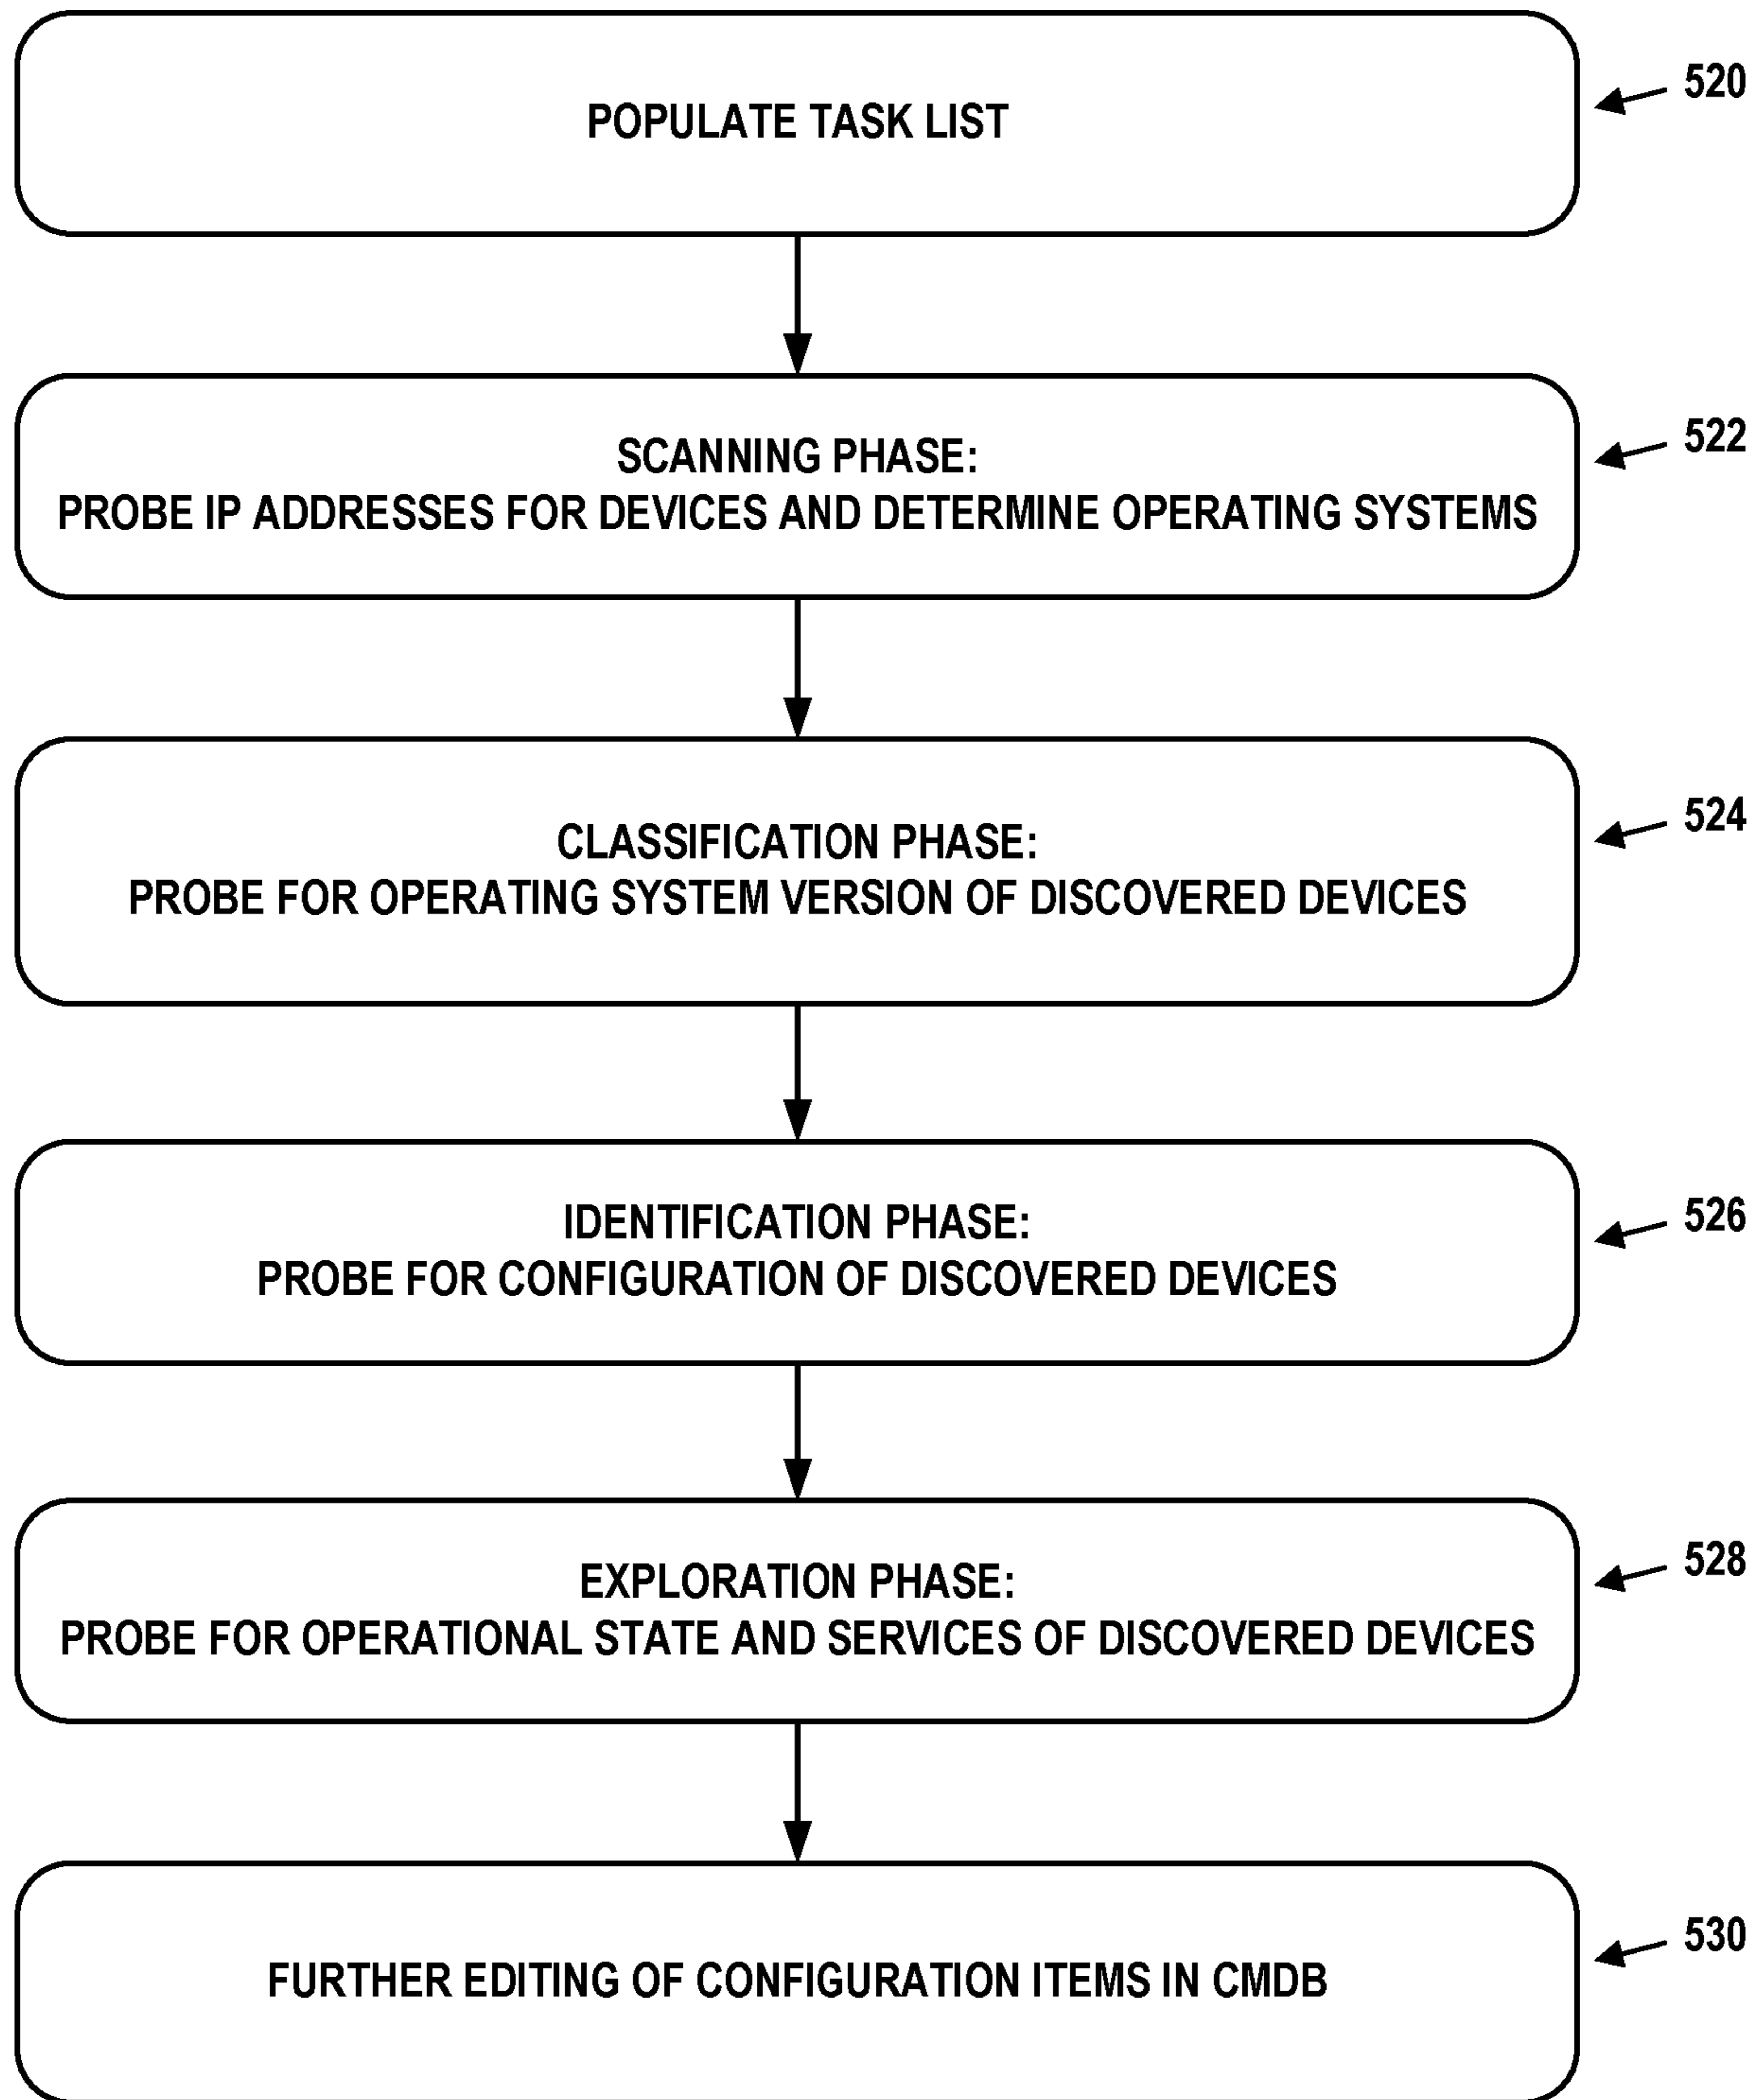 POPULATE TASK LIST
520
SCANNING PHASE:
PROBE IP ADDRESSES FOR DEVICES AND DETERMINE OPERATING SYSTEMS
522
CLASSIFICATION PHASE:
PROBE FOR OPERATING SYSTEM VERSION OF DISCOVERED DEVICES
524
IDENTIFICATION PHASE:
PROBE FOR CONFIGURATION OF DISCOVERED DEVICES
526
EXPLORATION PHASE:
PROBE FOR OPERATIONAL STATE AND SERVICES OF DISCOVERED DEVICES
528
FURTHER EDITING OF CONFIGURATION ITEMS IN CMDB
530